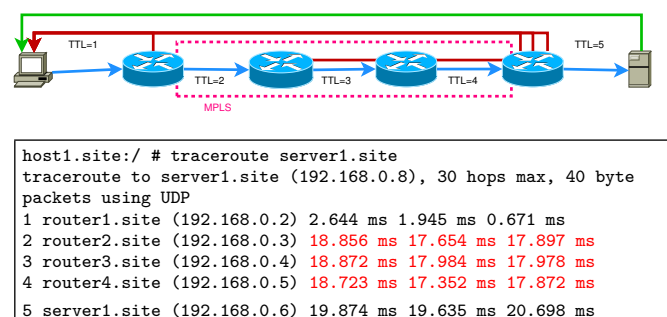 TTL=1
TTL=5
TTL=2
TTL=3
TTL=4
MPLS
host1.site:/ # traceroute server1.site
traceroute to server1.site (192.168.0.8), 30 hops max, 40 byte
packets using UDP
1 router1.site (192.168.0.2) 2.644 ms 1.945 ms 0.671 ms
2 router2.site (192.168.0.3) 18.856 ms 17.654 ms 17.897 ms
3 router3.site (192.168.0.4) 18.872 ms 17.984 ms 17.978 ms
4 router4.site (192.168.0.5) 18.723 ms 17.352 ms 17.872 ms
5 server1.site (192.168.0.6) 19.874 ms 19.635 ms 20.698 ms